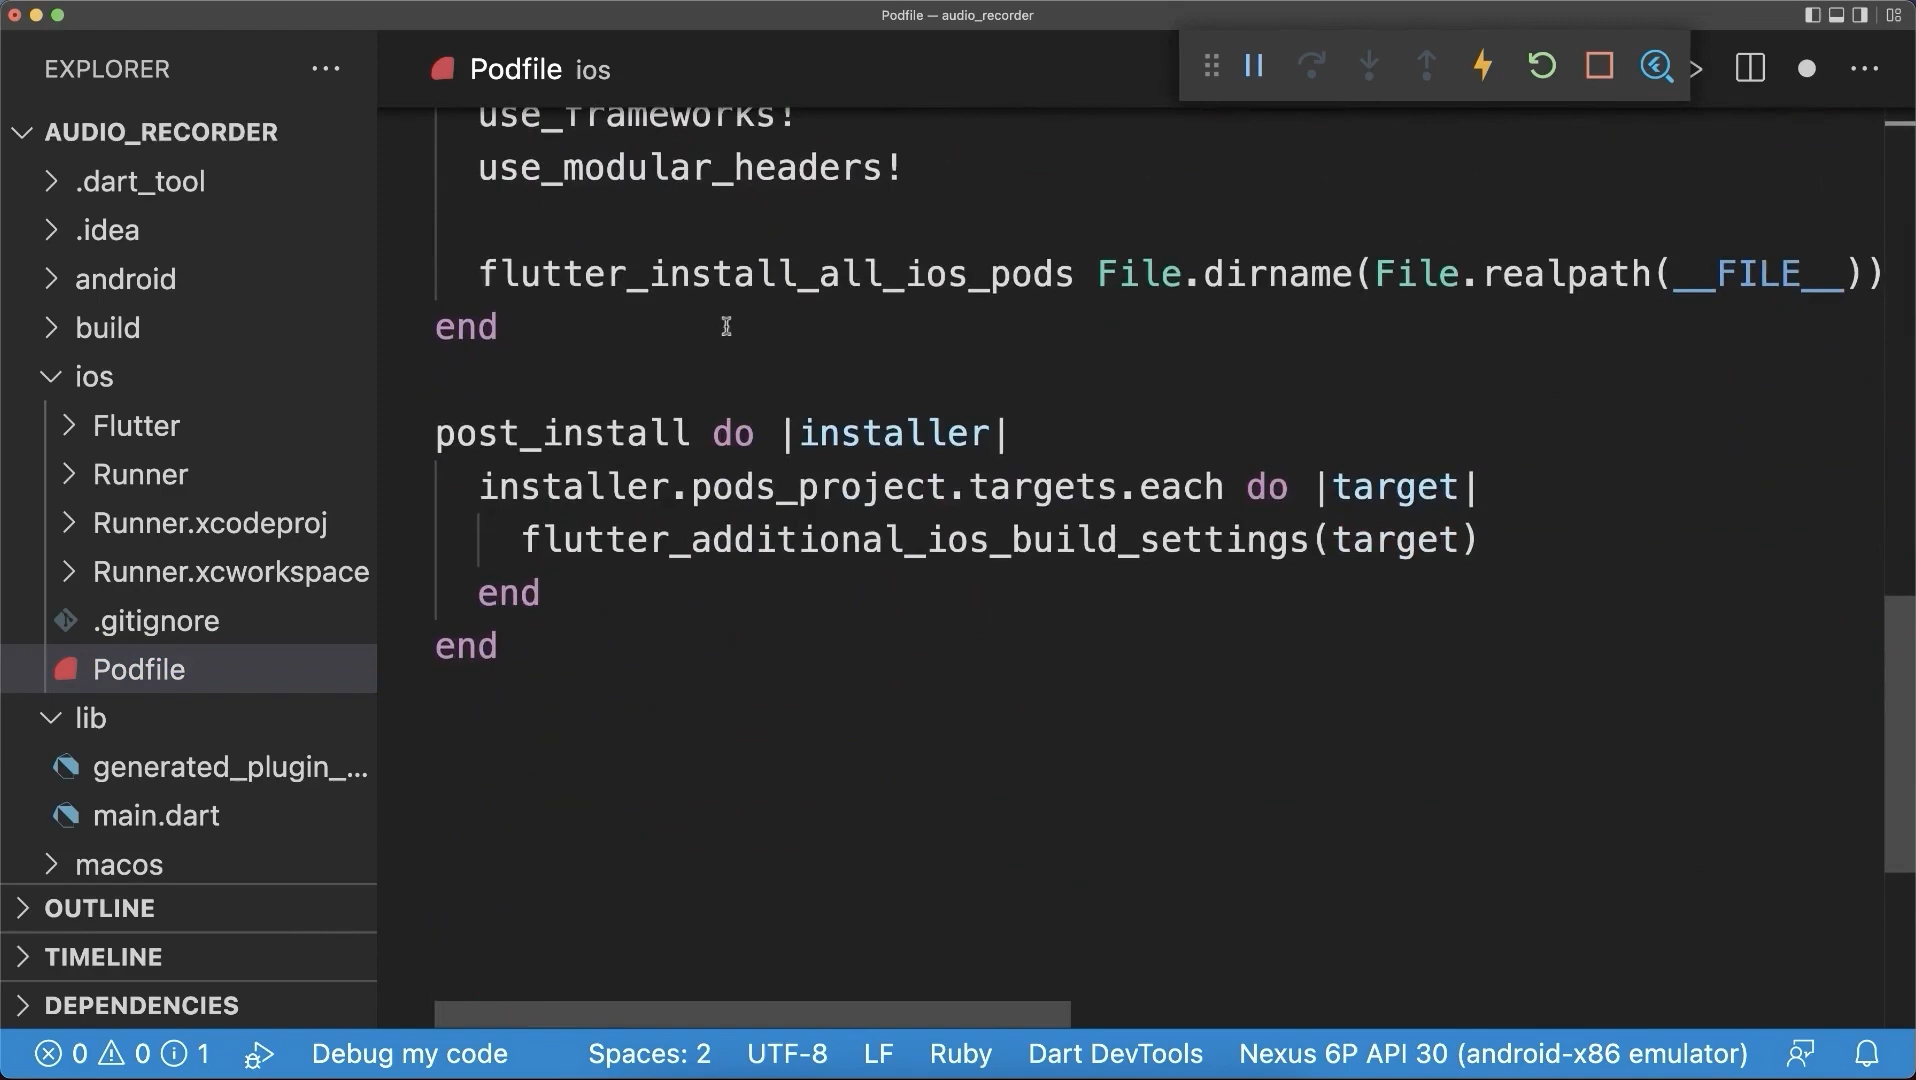 Podfile — audio_recorder
EXPLORER
Podfile ios
AUDIO_RECORDER
.dart_tool
.idea
android
build
ios
Flutter
Runner
Runner.xcodeproj
Runner.xcworkspace
.gitignore
Podfile
lib
generated_plugin_...
main.dart
macos
OUTLINE
TIMELINE
DEPENDENCIES
use_frameworks!
use_modular_headers!
flutter_install_all_ios_pods File.dirname(File.realpath(__FILE__))
end
post_install do |installer|
installer.pods_project.targets.each do |target|
flutter_additional_ios_build_settings(target)
end
end
0 0 1 Debug my code Spaces: 2 UTF-8 LF Ruby Dart DevTools Nexus 6P API 30 (android-x86 emulator)